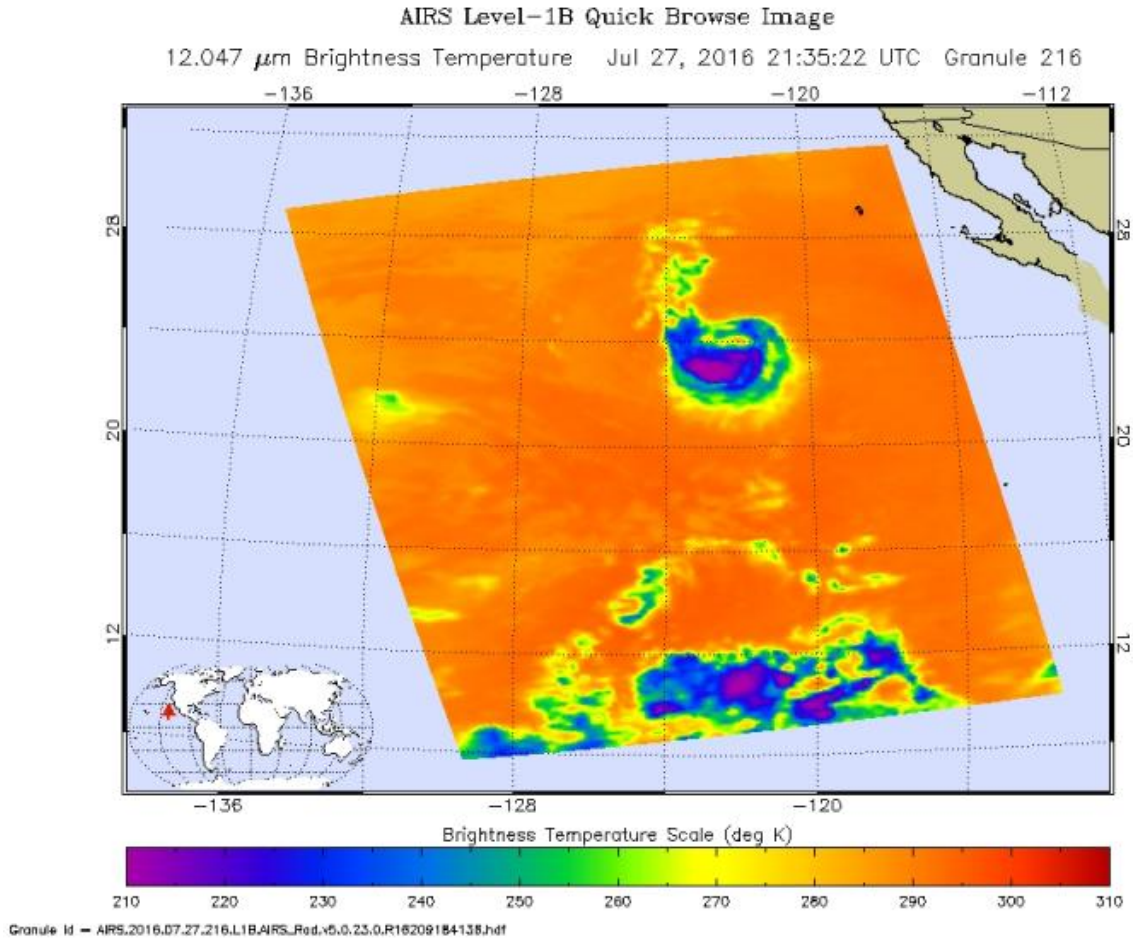 AIRS Level-1B Quick Browse Image
12.047 μm Brightness Temperature Jul 27, 2016 21:35:22 UTC Granule 216
-136 -128 -120 -112
28 28
20 20
12 12
-136 -128 -120
Brightness Temperature Scale (deg K)
210 220 230 240 250 260 270 280 290 300 310
Granule Id - AIRS.2016.07.27.216.L1B.AIRS_Rad.v5.0.23.0.R16209184138.hdf